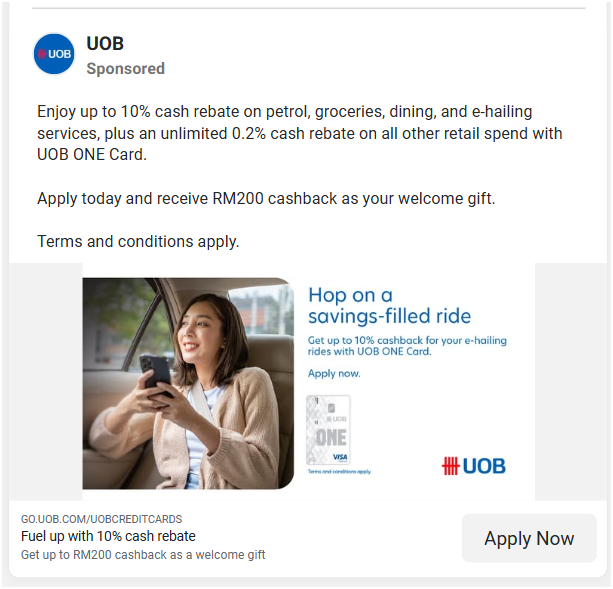 UOB
UOB
Sponsored
Enjoy up to 10% cash rebate on petrol, groceries, dining, and e-hailing
services, plus an unlimited 0.2% cash rebate on all other retail spend with
UOB ONE Card.
Apply today and receive RM200 cashback as your welcome gift.
Terms and conditions apply.
Hop on a
savings-filled ride
Get up to 10% cashback for your e-hailing
rides with UOB ONE Card.
Apply now.
UOB
ONE
VISA
Terms and conditions apply.
UOB
GO.UOB.COM/UOBCREDITCARDS
Fuel up with 10% cash rebate
Get up to RM200 cashback as a welcome gift
Apply Now